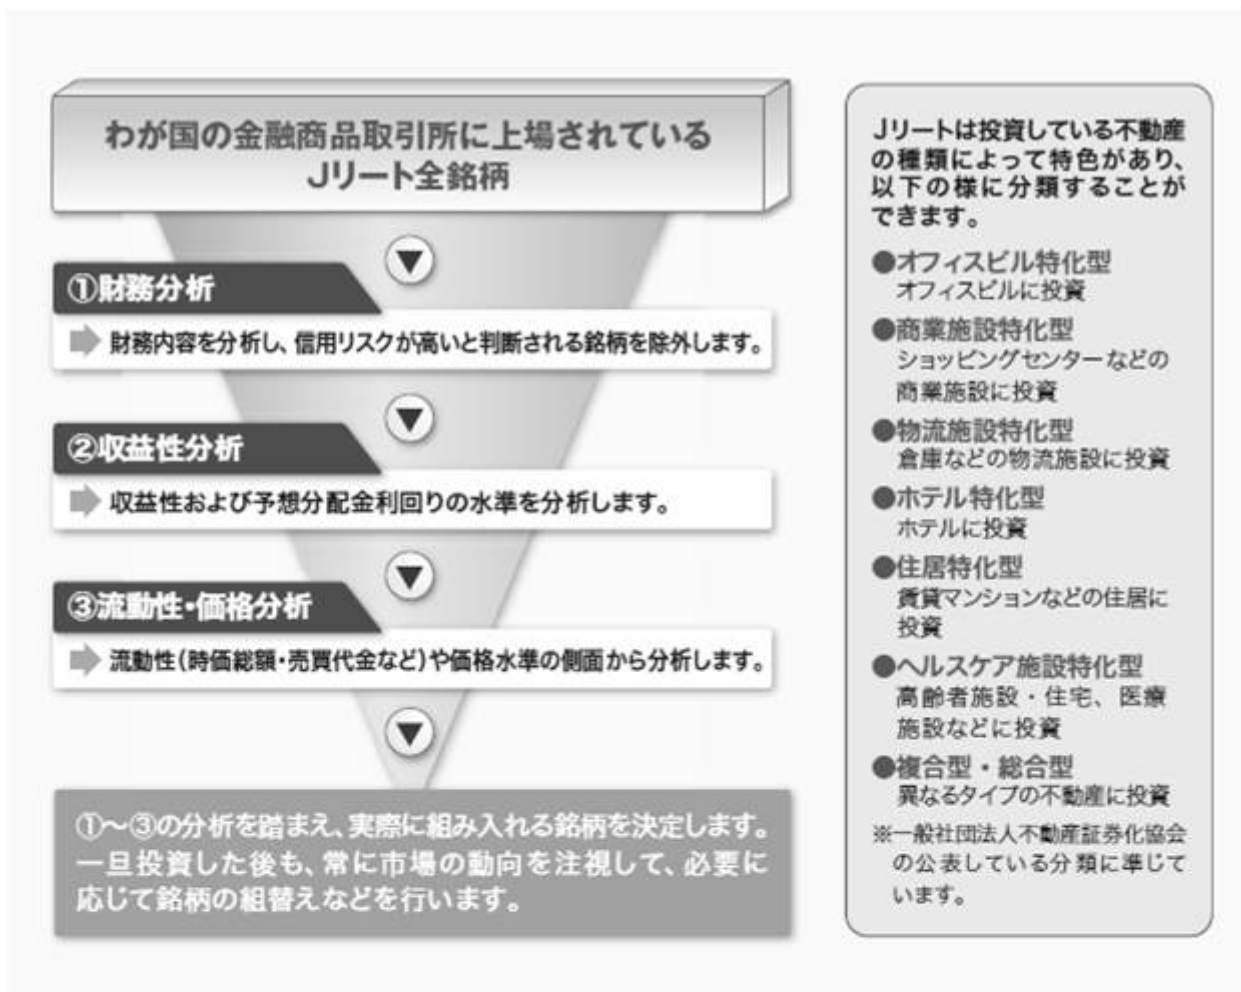 わが国の金融商品取引所に上場されている
Jリート全銘柄
①財務分析
財務内容を分析し、信用リスクが高いと判断される銘柄を除外します。
②収益性分析
収益性および予想分配金利回りの水準を分析します。
③流動性・価格分析
流動性(時価総額・売買代金など)や価格水準の側面から分析します。
①～③の分析を踏まえ、実際に組み入れる銘柄を決定します。
一旦投資した後も、常に市場の動向を注視して、必要に
応じて銘柄の組替えなどを行います。
Jリートは投資している不動産
の種類によって特色があり、
以下の様に分類することが
できます。
●オフィスビル特化型
オフィスビルに投資
●商業施設特化型
ショッピングセンターなどの
商業施設に投資
●物流施設特化型
倉庫などの物流施設に投資
●ホテル特化型
ホテルに投資
●住居特化型
賃貸マンションなどの住居に
投資
●ヘルスケア施設特化型
高齢者施設・住宅、医療
施設などに投資
●複合型・総合型
異なるタイプの不動産に投資
※一般社団法人不動産証券化協会
の公表している分類に準じて
います。